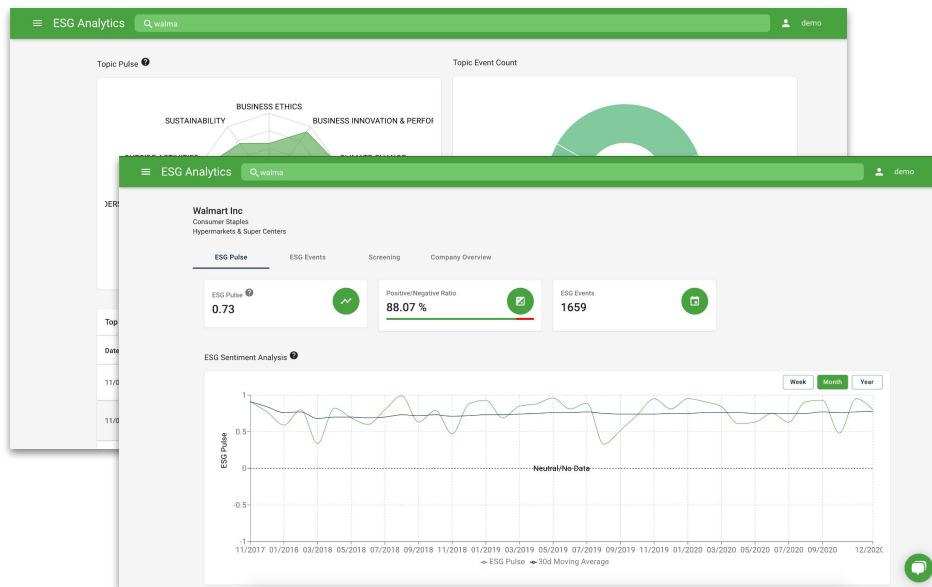 ESG Analytics
walma
demo
Topic Pulse
Topic Event Count
BUSINESS ETHICS
SUSTAINABILITY
BUSINESS INNOVATION & PERFOR
Top
Date
11/0
11/0
ESG Analytics
walma
demo
Walmart Inc
Consumer Staples
Hypermarkets & Super Centers
ESG Pulse ESG Events Screening Company Overview
ESG Pulse
0.73
Positive/Negative Ratio
88.07 %
ESG Events
1659
ESG Sentiment Analysis
Week Month Year
1
0.5
0
-0.5
-1
ESG Pulse
Neutral/No Data
11/2017 01/2018 03/2018 05/2018 07/2018 09/2018 11/2018 01/2019 03/2019 05/2019 07/2019 09/2019 11/2019 01/2020 03/2020 05/2020 07/2020 09/2020 12/202
ESG Pulse 30d Moving Average